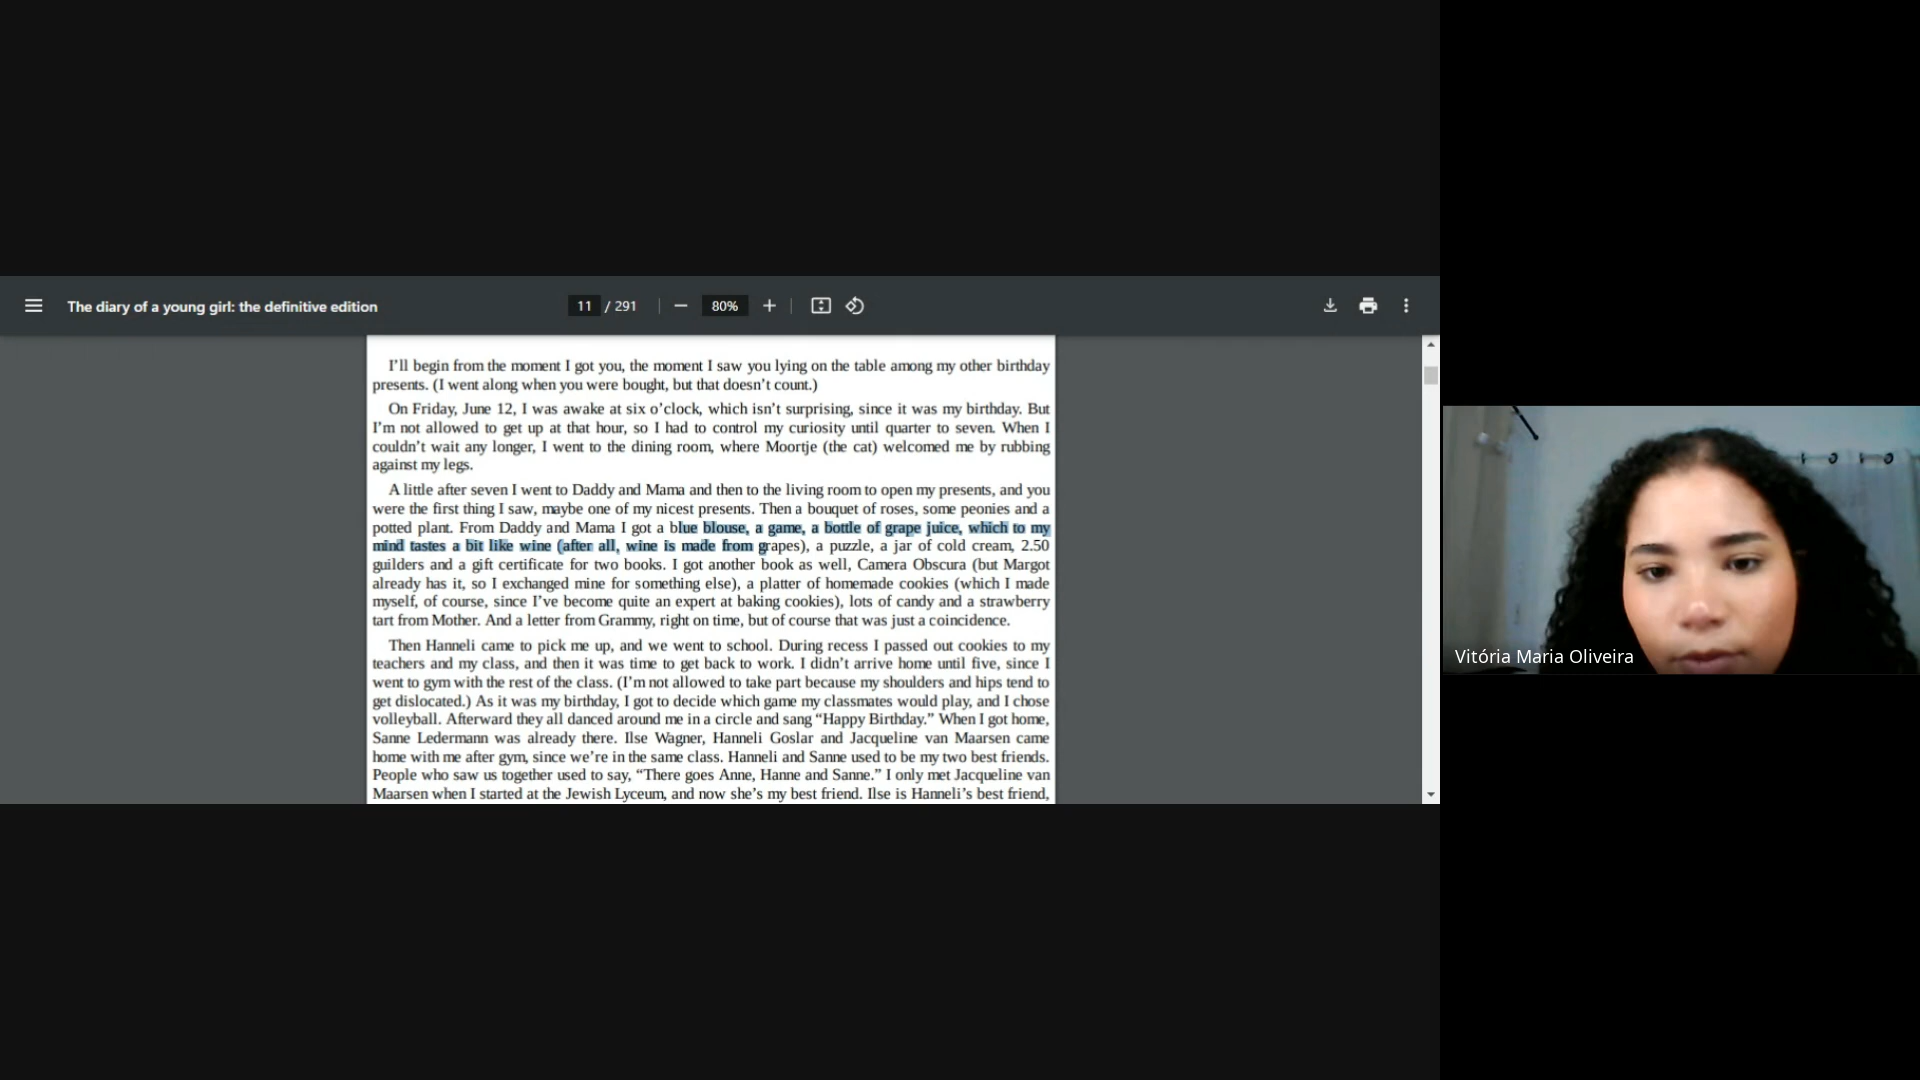 The diary of a young girl: the definitive edition
11 / 291
80%
I’ll begin from the moment I got you, the moment I saw you lying on the table among my other birthday
presents. (I went along when you were bought, but that doesn’t count.)
On Friday, June 12, I was awake at six o’clock, which isn’t surprising, since it was my birthday. But
I’m not allowed to get up at that hour, so I had to control my curiosity until quarter to seven. When I
couldn’t wait any longer, I went to the dining room, where Moortje (the cat) welcomed me by rubbing
against my legs.
A little after seven I went to Daddy and Mama and then to the living room to open my presents, and you
were the first thing I saw, maybe one of my nicest presents. Then a bouquet of roses, some peonies and a
potted plant. From Daddy and Mama I got a blue blouse, a game, a bottle of grape juice, which to my
mind tastes a bit like wine (after all, wine is made from grapes), a puzzle, a jar of cold cream, 2.50
guilders and a gift certificate for two books. I got another book as well, Camera Obscura (but Margot
already has it, so I exchanged mine for something else), a platter of homemade cookies (which I made
myself, of course, since I’ve become quite an expert at baking cookies), lots of candy and a strawberry
tart from Mother. And a letter from Grammy, right on time, but of course that was just a coincidence.
Then Hanneli came to pick me up, and we went to school. During recess I passed out cookies to my
teachers and my class, and then it was time to get back to work. I didn’t arrive home until five, since I
went to gym with the rest of the class. (I’m not allowed to take part because my shoulders and hips tend to
get dislocated.) As it was my birthday, I got to decide which game my classmates would play, and I chose
volleyball. Afterward they all danced around me in a circle and sang “Happy Birthday.” When I got home,
Sanne Ledermann was already there. Ilse Wagner, Hanneli Goslar and Jacqueline van Maarsen came
home with me after gym, since we’re in the same class. Hanneli and Sanne used to be my two best friends.
People who saw us together used to say, “There goes Anne, Hanne and Sanne.” I only met Jacqueline van
Maarsen when I started at the Jewish Lyceum, and now she’s my best friend. Ilse is Hanneli’s best friend,
Vitória Maria Oliveira